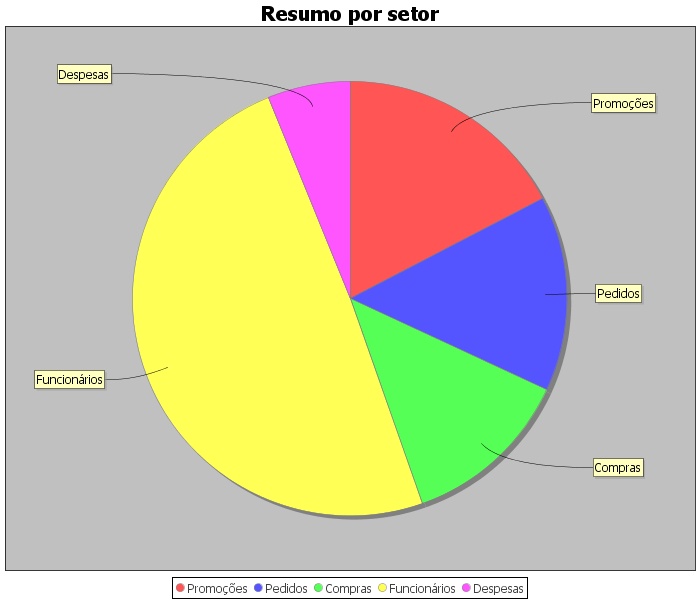 Resumo por setor
Despesas
Promoções
Pedidos
Funcionários
Compras
Promoções Pedidos Compras Funcionários Despesas